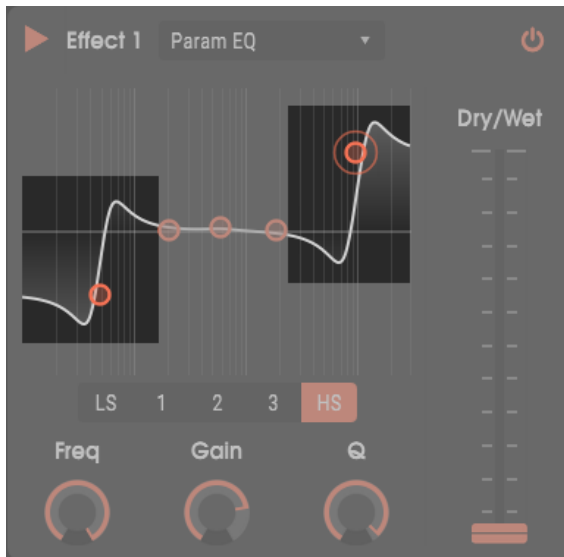 Effect 1 Param EQ
Dry/Wet
LS 1 2 3 HS
Freq Gain Q